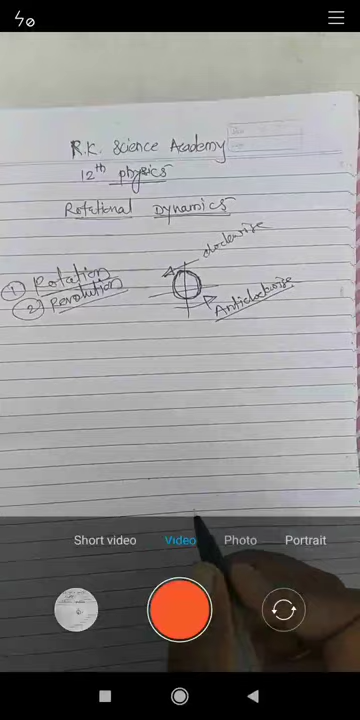 R.K. Science Academy
12th physics
Rotational Dynamics
clockwise
① Rotation
② Revolution
Anticlockwise
Short video Video Photo Portrait